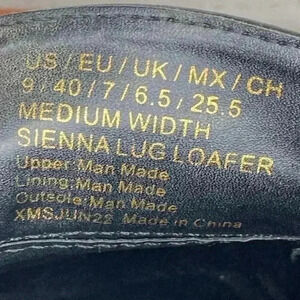 US / EU / UK / MX / CH
9 / 40 / 7 / 6.5 / 25.5
MEDIUM WIDTH
SIENNA LUG LOAFER
Upper: Man Made
Lining: Man Made
Outsole: Man Made
XMSJUN22 Made in China